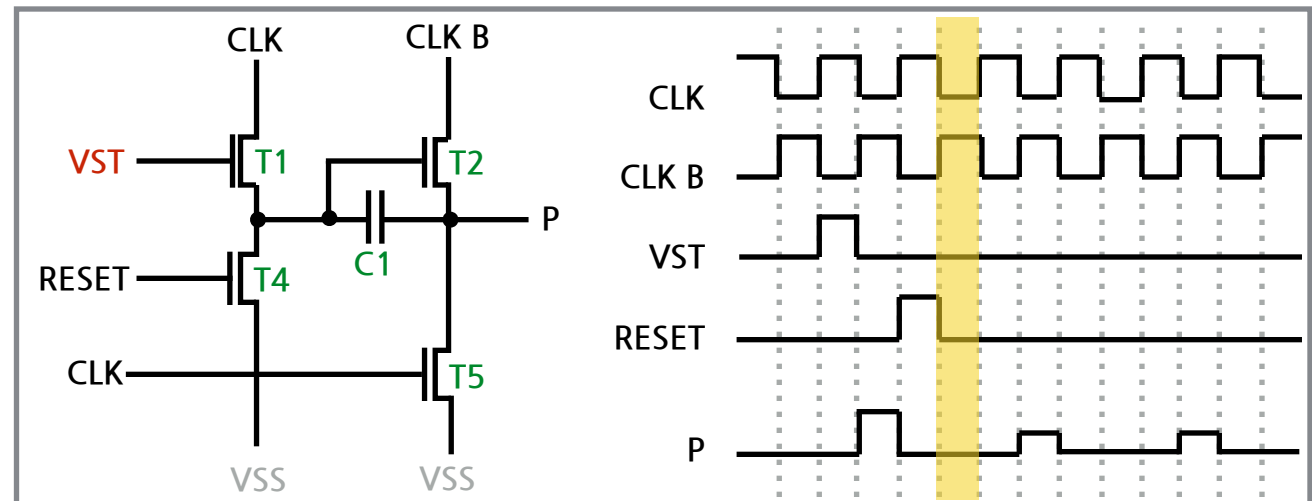 CLK
CLK B
VST
T1
T2
P
C1
RESET
T4
CLK
T5
VSS
VSS
CLK
CLK B
VST
RESET
P